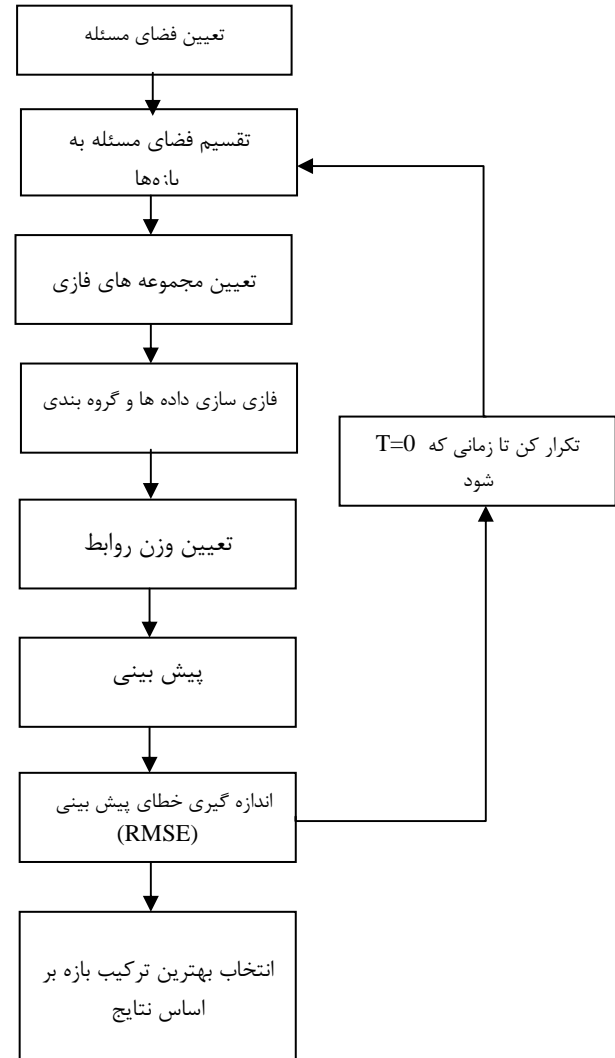 تعیین فضای مسئله
تقسیم فضای مسئله به
بازه‌ها
تعیین مجموعه های فازی
فازی سازی داده ها و گروه بندی
تعیین وزن روابط
پیش بینی
اندازه گیری خطای پیش بینی
(RMSE)
انتخاب بهترین ترکیب بازه بر
اساس نتایج
تکرار کن تا زمانی که T=0
شود